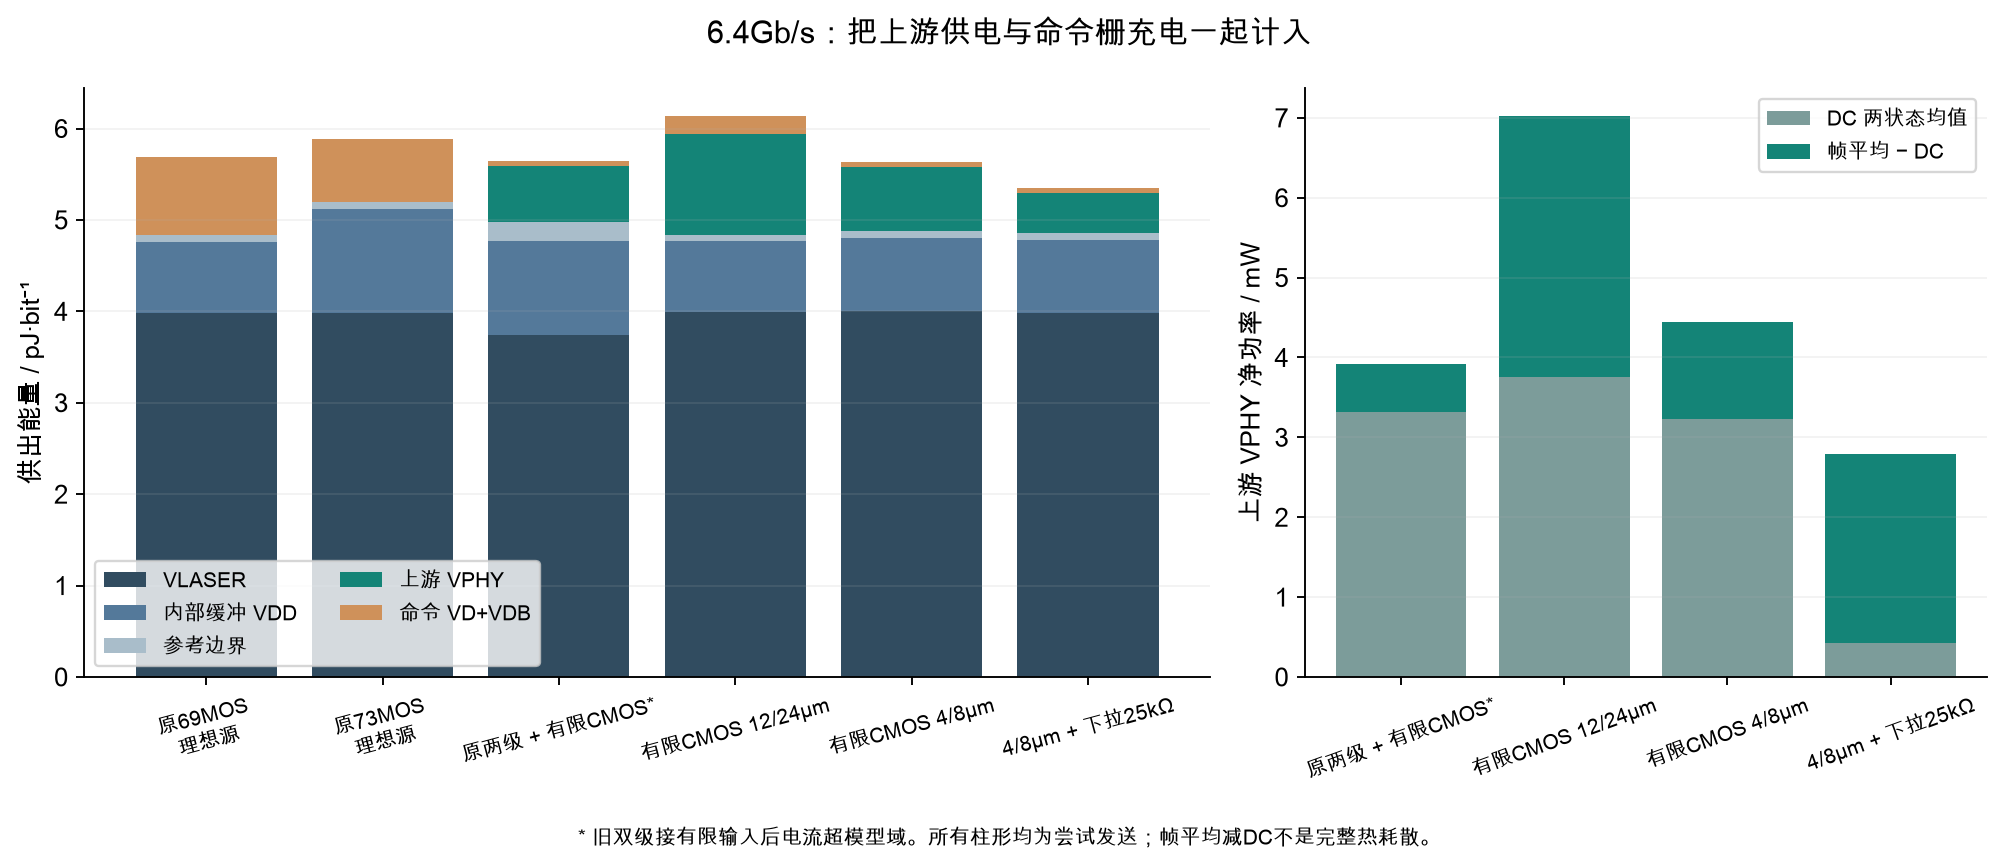 6.4Gb/s：把上游供电与命令栅充电一起计入
供出能量 / pJ·bit⁻¹
6
5
4
3
2
1
0
VLASER
内部缓冲 VDD
参考边界
上游 VPHY
命令 VD+VDB
原69MOS
理想源
原73MOS
理想源
原两级 + 有限CMOS*
有限CMOS 12/24μm
有限CMOS 4/8μm
4/8μm + 下拉25kΩ
上游 VPHY 净功率 / mW
7
6
5
4
3
2
1
0
DC 两状态均值
帧平均 − DC
原两级 + 有限CMOS*
有限CMOS 12/24μm
有限CMOS 4/8μm
4/8μm + 下拉25kΩ
* 旧双级接有限输入后电流超模型域。所有柱形均为尝试发送；帧平均减DC不是完整热耗散。